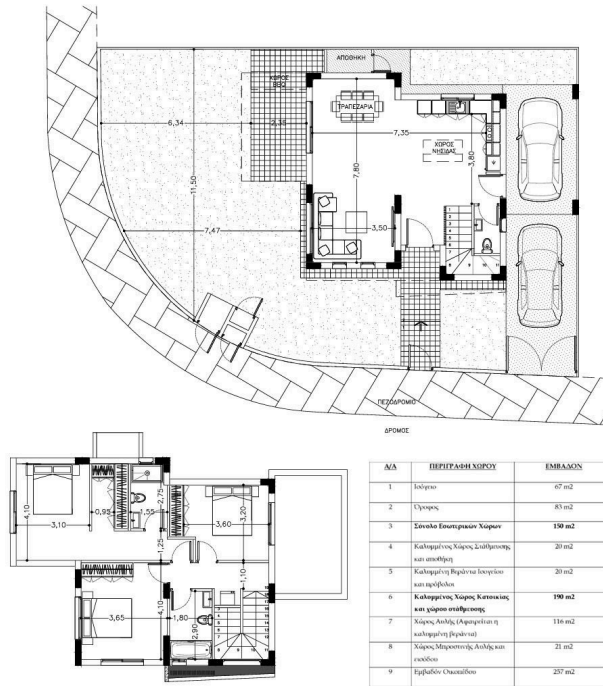 ΑΠΟΘΗΚΗ
ΧΩΡΟΣ
BBQ
ΤΡΑΠΕΖΑΡΙΑ
6,34
2,35
7,35
ΧΩΡΟΣ
ΝΗΣΙΔΑΣ
3,80
7,80
11,50
7,47
3,50
ΠΕΖΟΔΡΟΜΙΟ
ΔΡΟΜΟΣ
4,10
3,10
0,95
1,55
2,75
3,60
3,20
1,25
1,10
3,65
4,10
1,80
2,90
Α/Α ΠΕΡΙΓΡΑΦΗ ΧΩΡΟΥ ΕΜΒΑΔΟΝ
1 Ισόγειο 67 m2
2 Όροφος 83 m2
3 Σύνολο Εσωτερικών Χώρων 150 m2
4 Καλυμμένος Χώρος Στάθμευσης
και αποθήκη 20 m2
5 Καλυμμένη Βεράντα Ισογείου
και πρόβολοι 20 m2
6 Καλυμμένος Χώρος Κατοικίας
και χώρου στάθμευσης 190 m2
7 Χώρος Αυλής (Αφαιρείται η
καλυμμένη βεράντα) 116 m2
8 Χώρος Μπροστινής Αυλής και
εισόδου 21 m2
9 Εμβαδόν Οικοπέδου 257 m2